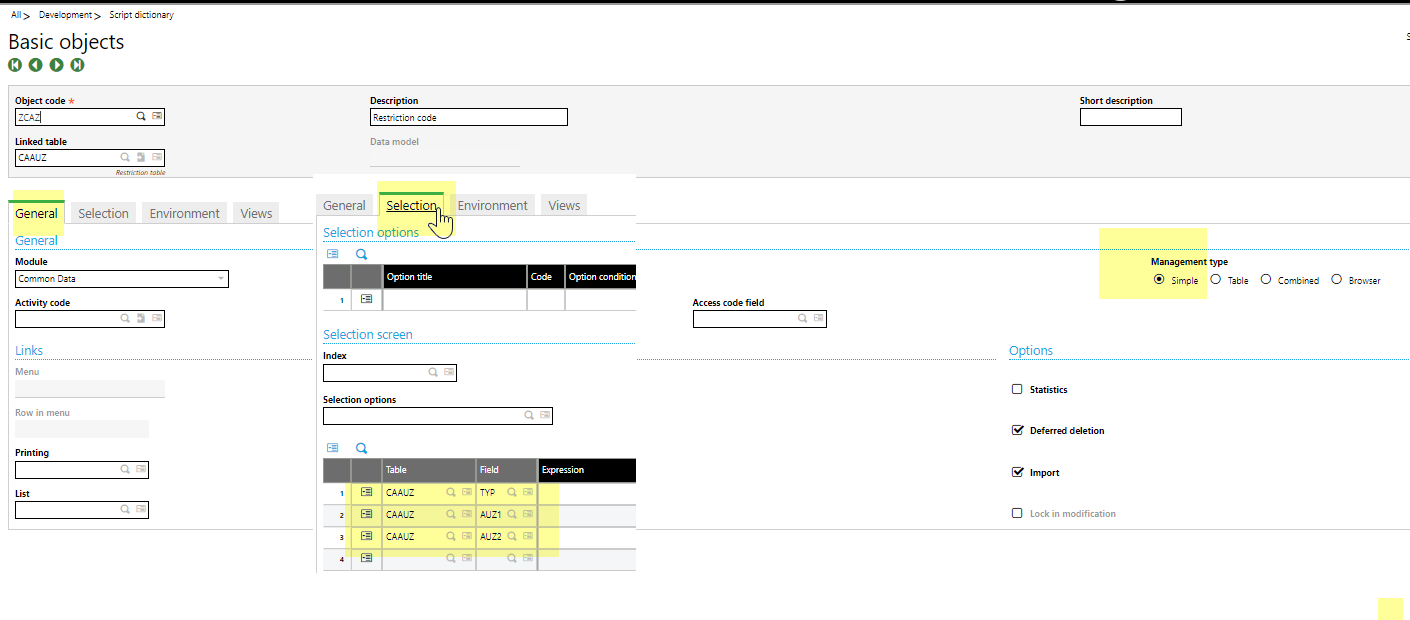 All > Development > Script dictionary
Basic objects
Object code *
Description
Short description
ZCAZ
Restriction code
Linked table
Data model
CAAUZ
Restriction table
General Selection Environment Views
General Selection Environment Views
General
Selection options
Module
Management type
Common Data
Simple Table Combined Browser
Option title Code Option condition
1
Activity code
Access code field
Links
Selection screen
Options
Menu
Index
Statistics
Row in menu
Selection options
Deferred deletion
Printing
Table Field Expression
Import
List
1 CAAUZ TYP
2 CAAUZ AUZ1
Lock in modification
3 CAAUZ AUZ2
4